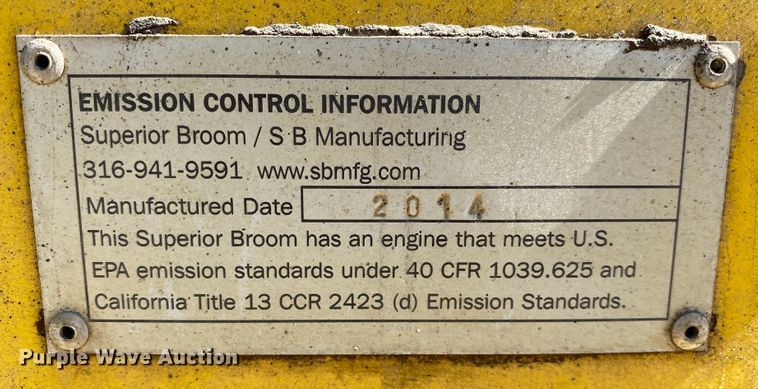 EMISSION CONTROL INFORMATION
Superior Broom / S B Manufacturing
316-941-9591 www.sbmfg.com
Manufactured Date 2014
This Superior Broom has an engine that meets U.S.
EPA emission standards under 40 CFR 1039.625 and
California Title 13 CCR 2423 (d) Emission Standards.
Purple Wave Auction